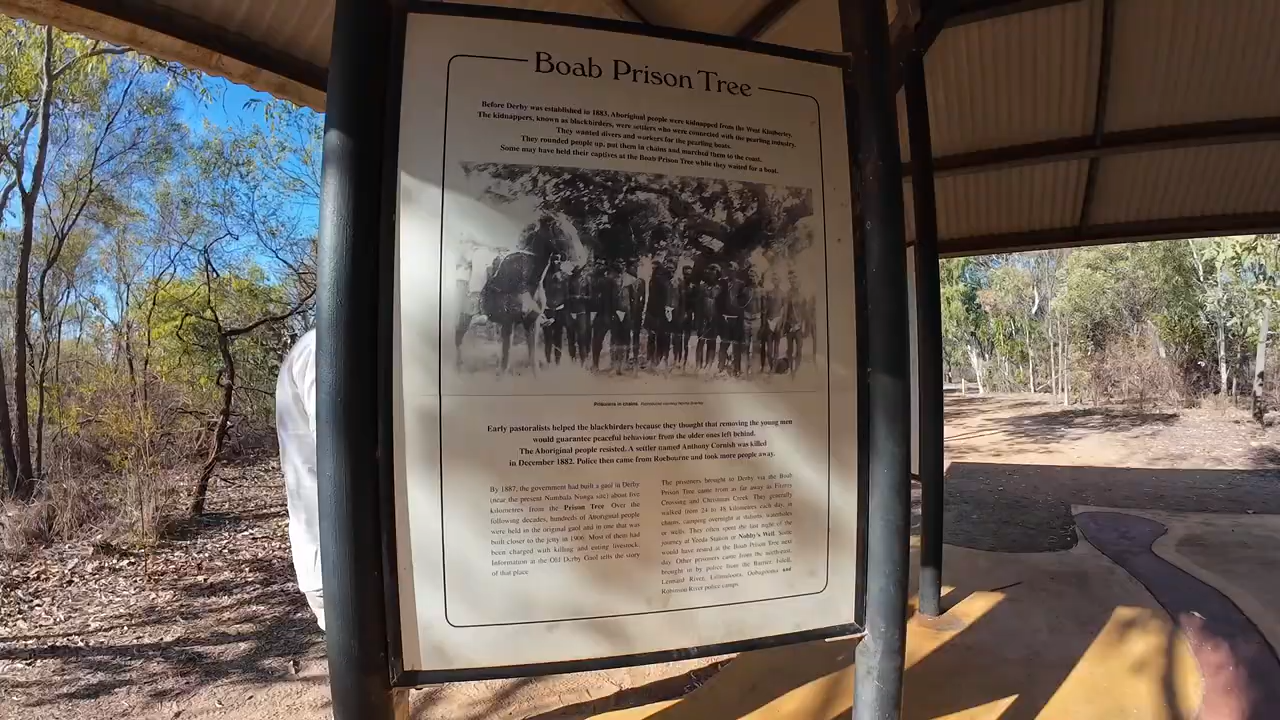 Boab Prison Tree
Before Derby was established in 1883, Aboriginal people were kidnapped from the West Kimberley.
The kidnappers, known as blackbirders, were settlers who were connected with the pearling industry.
They wanted divers and workers for the pearling boats.
They rounded people up, put them in chains and marched them to the coast.
Some may have held their captives at the Boab Prison Tree while they waited for a boat.
Prisoners in chains.
Early pastoralists helped the blackbirders because they thought that removing the young men
would guarantee peaceful behaviour from the older ones left behind.
The Aboriginal people resisted. A settler named Anthony Cornish was killed
in December 1882. Police then came from Roebourne and took more people away.
By 1887, the government had built a gaol in Derby
(near the present Numbala Nunga site) about five
kilometres from the Prison Tree. Over the
following decades, hundreds of Aboriginal people
were held in the original gaol and in one that was
built closer to the jetty in 1906. Most of them had
been charged with killing and eating livestock.
Information at the Old Derby Gaol tells the story
of that place.
The prisoners brought to Derby via the Boab
Prison Tree came from as far away as Fitzroy
Crossing and Christmas Creek. They generally
walked from 24 to 48 kilometres each day, in
chains, camping overnight at stations, waterholes
or wells. They often spent the last night of the
journey at Yeeda Station or Nobby's Well. Some
would have rested at the Boab Prison Tree next
day. Other prisoners came from the north-east,
brought in by police from the Barrier, Isdell,
Lennard River, Lillmaloora, Oobagooma and
Robinson River police camps.